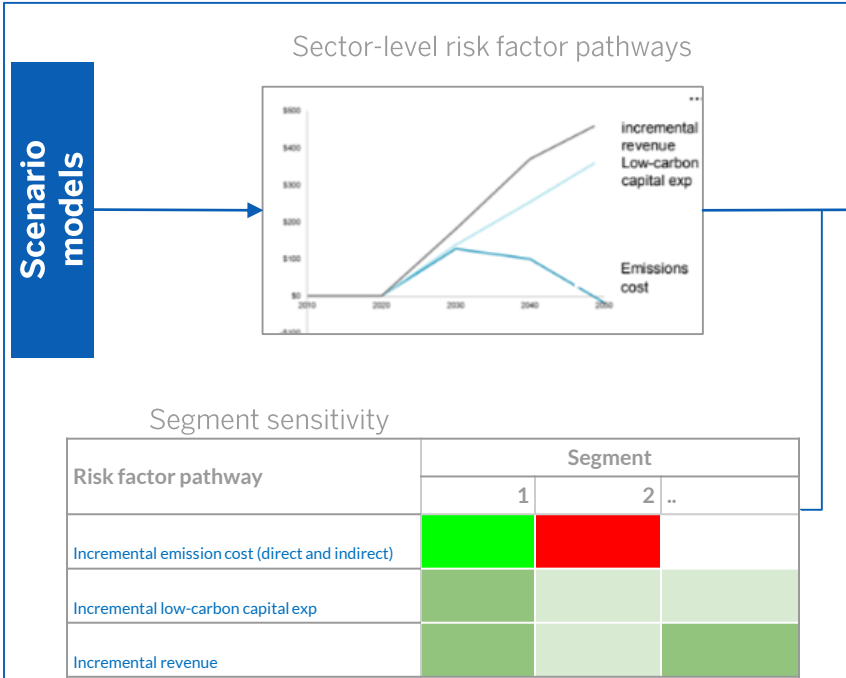 Sector-level risk factor pathways
Scenario
models
...
$500
$400
$300
$200
$100
$0
2010 2020 2030 2040 2050
-$100
incremental
revenue
Low-carbon
capital exp
Emissions
cost
Segment sensitivity
Risk factor pathway
Segment
1 2 ..
Incremental emission cost (direct and indirect)
Incremental low-carbon capital exp
Incremental revenue